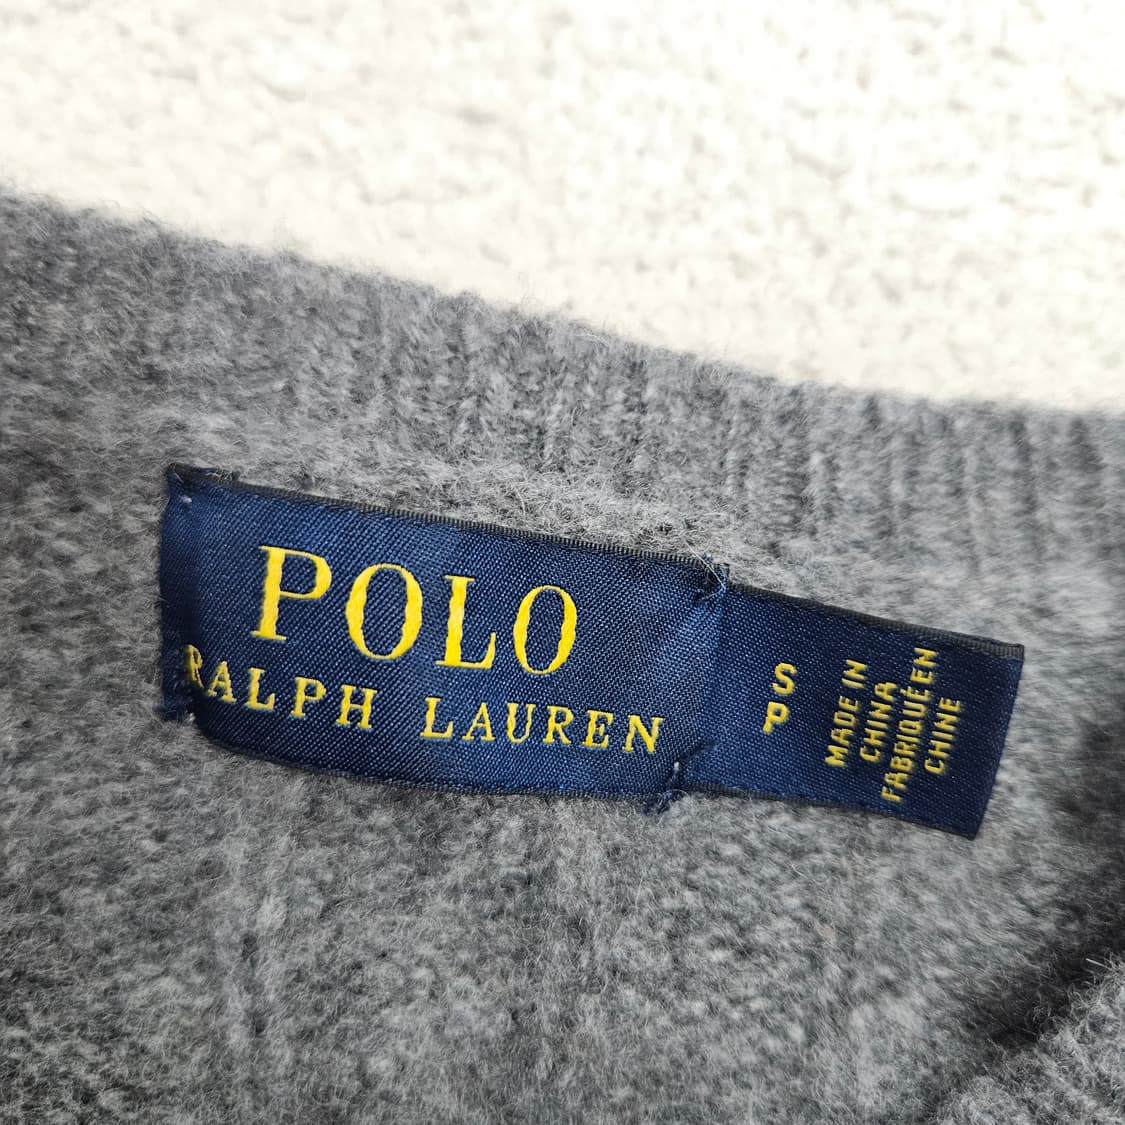 POLO
RALPH LAUREN
S
P
MADE IN
CHINA
FABRIQUÉ EN
CHINE